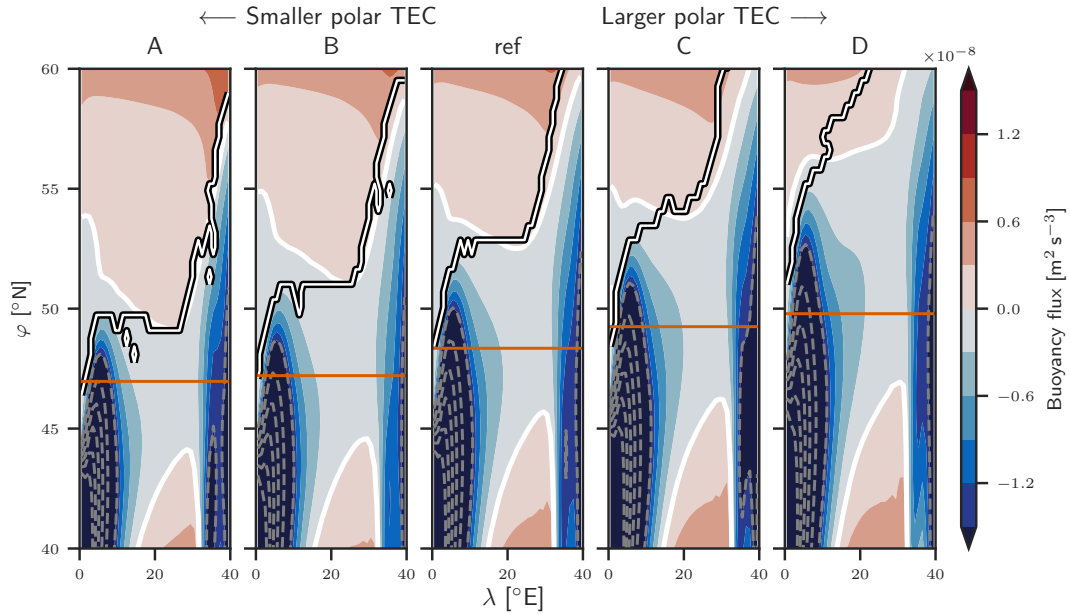 ⟵ Smaller polar TEC Larger polar TEC ⟶
A B ref C D
×10⁻⁸
60
55
50
45
40
φ [°N]
0 20 40 0 20 40 0 20 40 0 20 40 0 20 40
λ [°E]
1.2
0.6
0.0
−0.6
−1.2
Buoyancy flux [m² s⁻³]